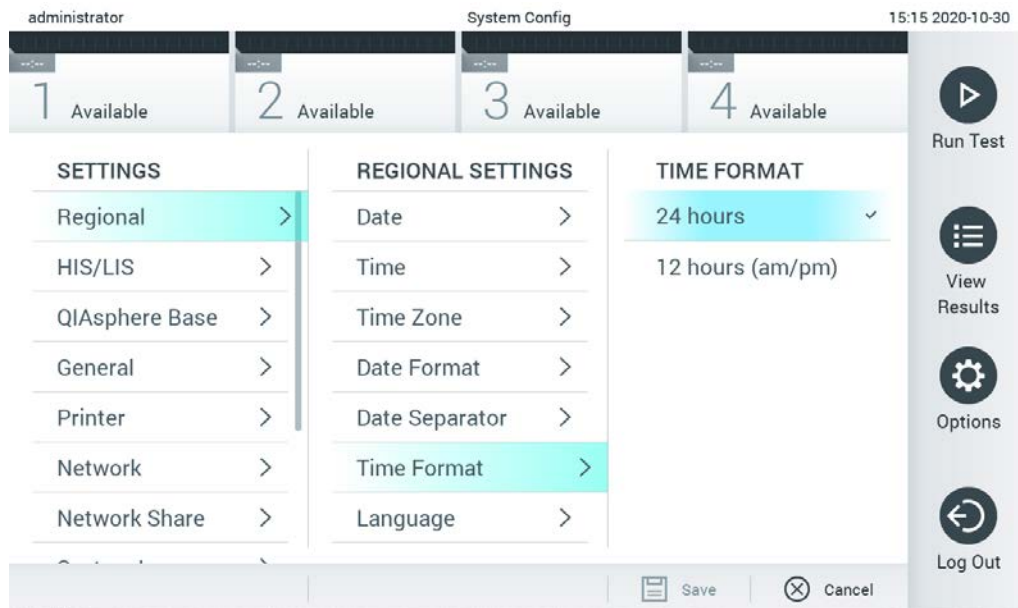 administrator System Config 15:15 2020-10-30
--:-- --:-- --:-- --:--
1 Available 2 Available 3 Available 4 Available
Run Test
SETTINGS REGIONAL SETTINGS TIME FORMAT
Regional Date 24 hours
HIS/LIS Time 12 hours (am/pm)
View
Results
QIAsphere Base Time Zone
General Date Format
Printer Date Separator
Options
Network Time Format
Network Share Language
Log Out
Save Cancel